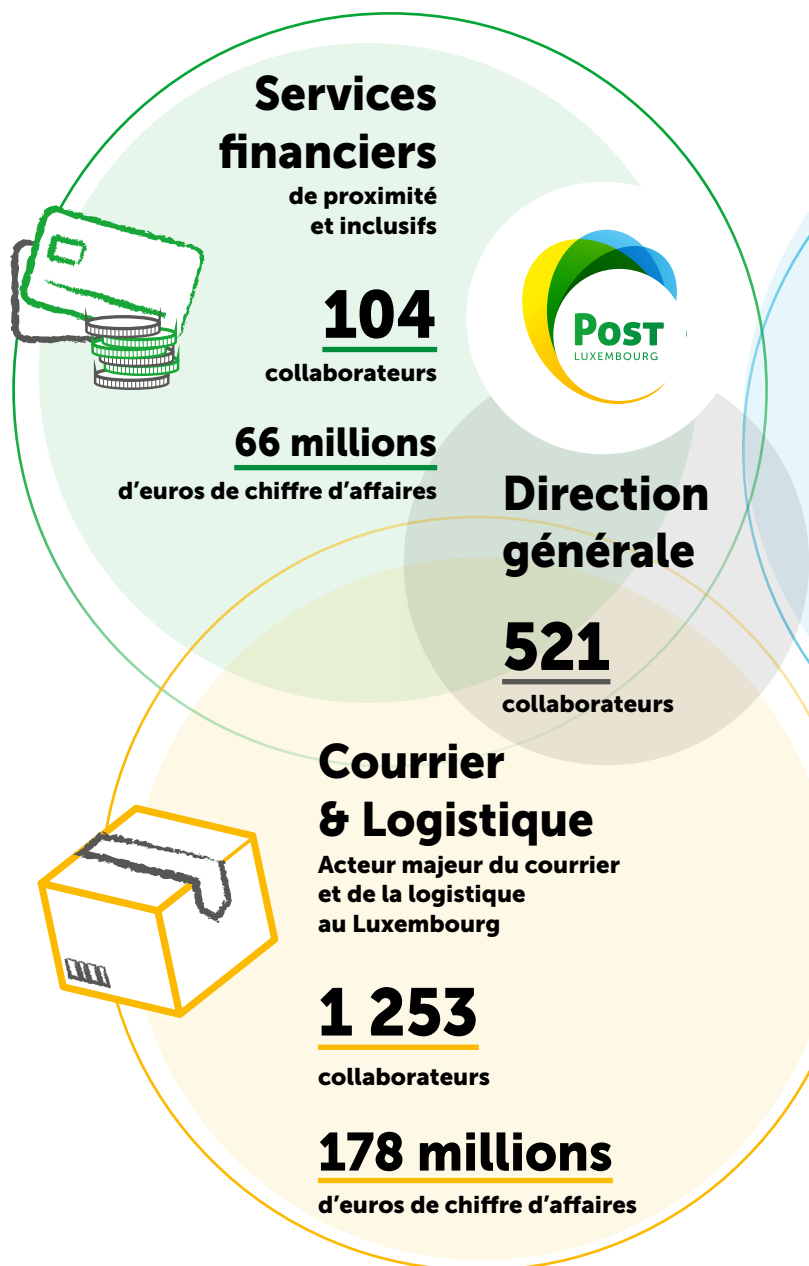 Services
financiers
de proximité
et inclusifs
104
collaborateurs
66 millions
d’euros de chiffre d’affaires
POST
LUXEMBOURG
Direction
générale
521
collaborateurs
Courrier
& Logistique
Acteur majeur du courrier
et de la logistique
au Luxembourg
1 253
collaborateurs
178 millions
d’euros de chiffre d’affaires